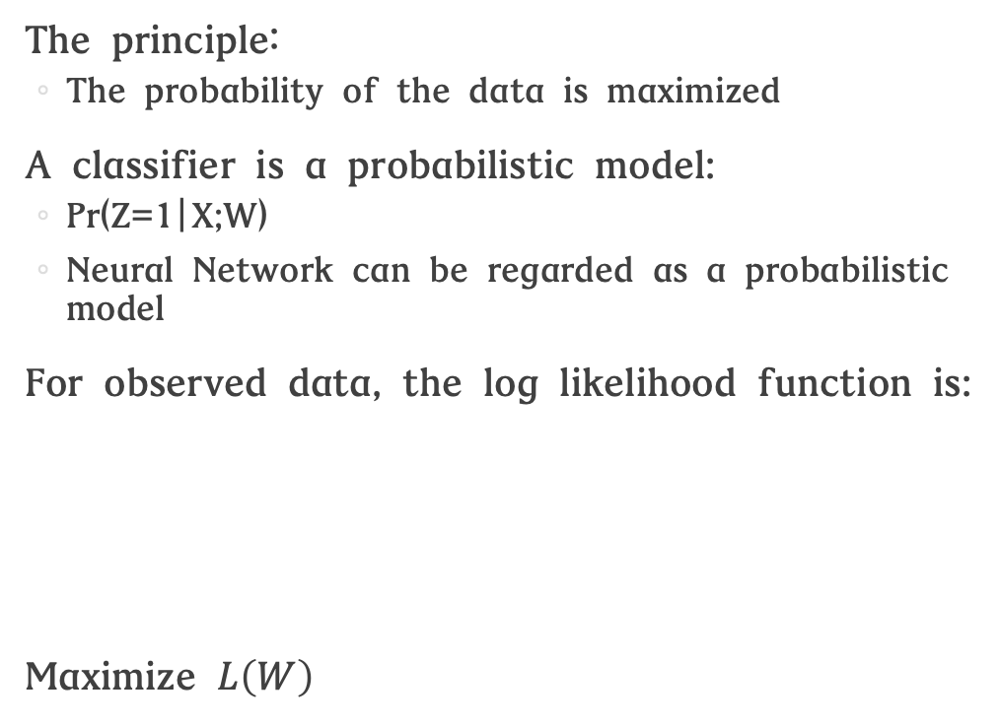 The principle:
◦ The probability of the data is maximized
A classifier is a probabilistic model:
◦ Pr(Z=1|X;W)
◦ Neural Network can be regarded as a probabilistic
model
For observed data, the log likelihood function is:
Maximize L(W)